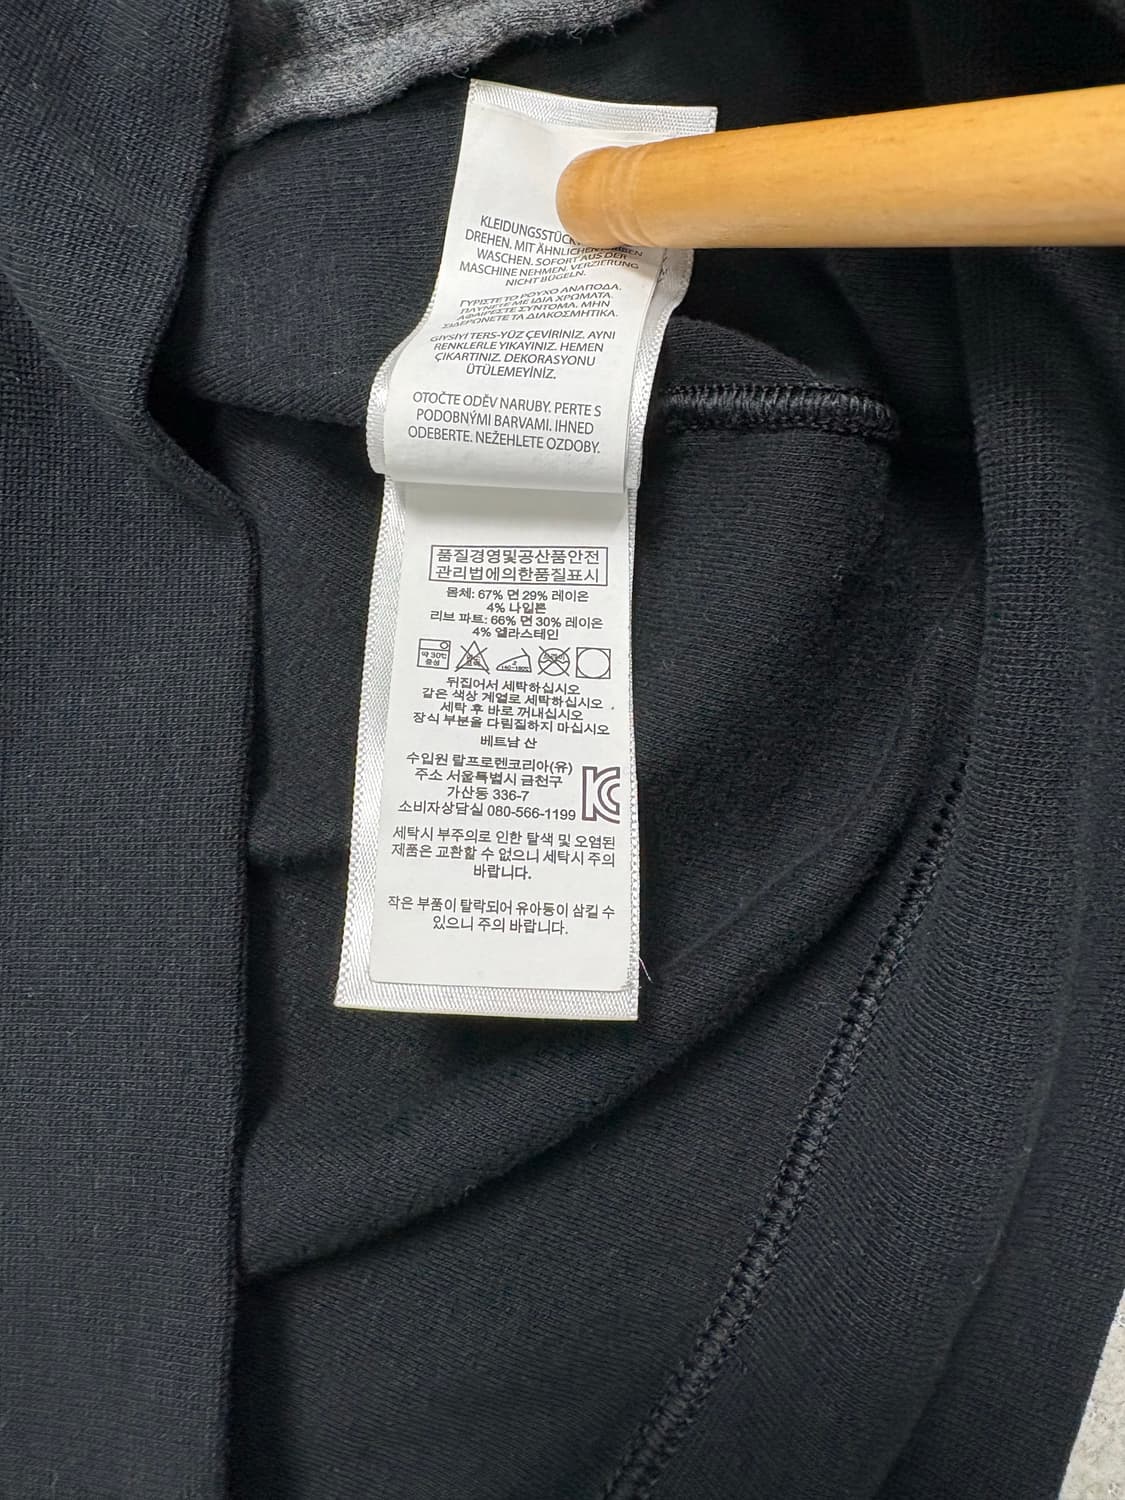 KLEIDUNGSSTÜCK
DREHEN. MIT ÄHNLICHEN
WASCHEN. SOFORT AUS DER
MASCHINE NEHMEN. VERZIERUNG
NICHT BÜGELN.
ΓΥΡΙΣΤΕ ΤΟ ΡΟΥΧΟ ΑΝΑΠΟΔΑ.
ΠΛΥΝΕΤΕ ΜΕ ΙΔΙΑ ΧΡΩΜΑΤΑ.
ΑΦΑΙΡΕΣΤΕ ΣΥΝΤΟΜΑ. ΜΗΝ
ΣΙΔΕΡΩΝΕΤΕ ΤΑ ΔΙΑΚΟΣΜΗΤΙΚΑ.
GIYSİYİ TERS-YÜZ ÇEVİRİNİZ. AYNI
RENKLERLE YIKAYINIZ. HEMEN
ÇIKARTINIZ. DEKORASYONU
ÜTÜLEMEYİNİZ.
OTOČTE ODĚV NARUBY. PERTE S
PODOBNÝMI BARVAMI. IHNED
ODEBERTE. NEŽEHLETE OZDOBY.
품질경영및공산품안전
관리법에의한품질표시
몸체: 67% 면 29% 레이온
4% 나일론
리브 파트: 66% 면 30% 레이온
4% 엘라스테인
약 30℃
중성
뒤집어서 세탁하십시오
같은 색상 계열로 세탁하십시오
세탁 후 바로 꺼내십시오
장식 부분을 다림질하지 마십시오
베트남 산
수입원 랄프로렌코리아(유)
주소 서울특별시 금천구
가산동 336-7
소비자상담실 080-566-1199
세탁시 부주의로 인한 탈색 및 오염된
제품은 교환할 수 없으니 세탁시 주의
바랍니다.
작은 부품이 탈락되어 유아등이 삼킬 수
있으니 주의 바랍니다.